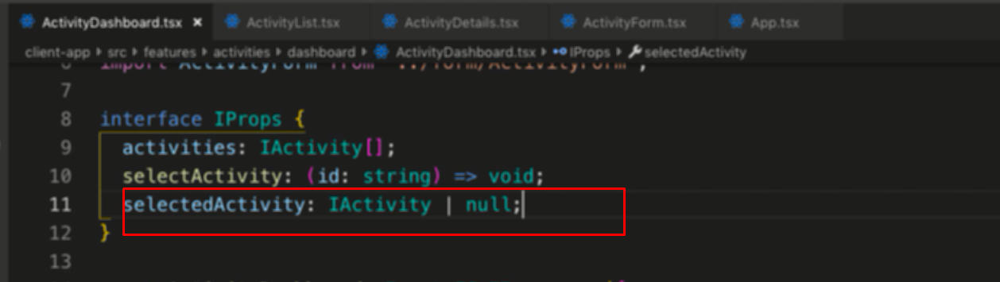 ActivityDashboard.tsx × ActivityList.tsx ActivityDetails.tsx ActivityForm.tsx App.tsx
client-app › src › features › activities › dashboard › ActivityDashboard.tsx › IProps › selectedActivity
6 import ActivityForm from "../form/ActivityForm";
7
8 interface IProps {
9 activities: IActivity[];
10 selectActivity: (id: string) => void;
11 selectedActivity: IActivity | null;
12 }
13